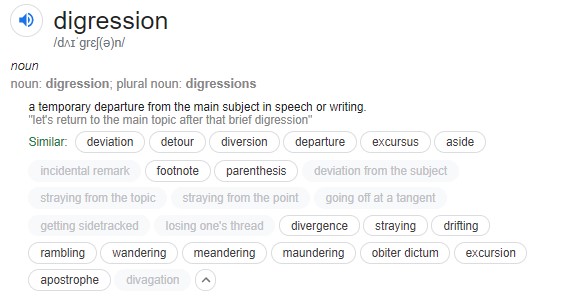 digression
/dʌɪˈɡrɛʃ(ə)n/
noun
noun: digression; plural noun: digressions
a temporary departure from the main subject in speech or writing.
"let's return to the main topic after that brief digression"
Similar: deviation detour diversion departure excursus aside
incidental remark footnote parenthesis deviation from the subject
straying from the topic straying from the point going off at a tangent
getting sidetracked losing one's thread divergence straying drifting
rambling wandering meandering maundering obiter dictum excursion
apostrophe divagation